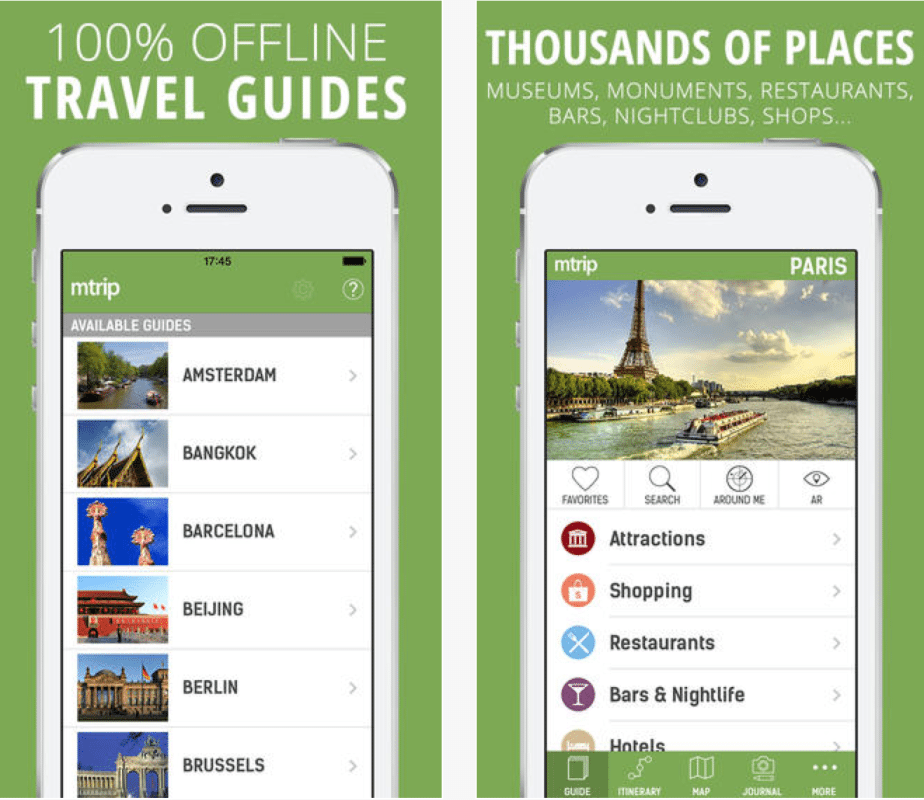 100% OFFLINE
TRAVEL GUIDES
17:45
mtrip
?
AVAILABLE GUIDES
AMSTERDAM
BANGKOK
BARCELONA
BEIJING
BERLIN
BRUSSELS
THOUSANDS OF PLACES
MUSEUMS, MONUMENTS, RESTAURANTS,
BARS, NIGHTCLUBS, SHOPS...
mtrip PARIS
FAVORITES SEARCH AROUND ME AR
Attractions
Shopping
Restaurants
Bars & Nightlife
Hotels
GUIDE ITINERARY MAP JOURNAL MORE